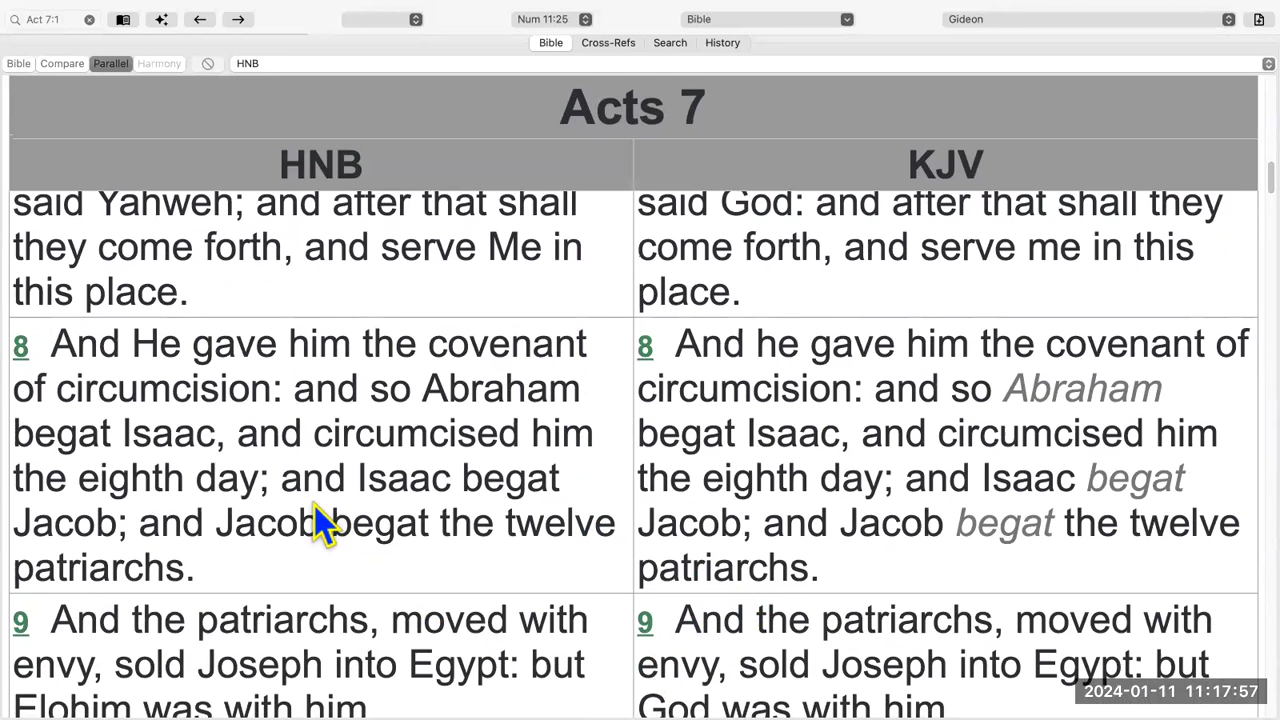 Act 7:1
Num 11:25
Bible
Gideon
Bible Cross-Refs Search History
Bible Compare Parallel Harmony
HNB
Acts 7
HNB
said Yahweh; and after that shall
they come forth, and serve Me in
this place.
8 And He gave him the covenant
of circumcision: and so Abraham
begat Isaac, and circumcised him
the eighth day; and Isaac begat
Jacob; and Jacob begat the twelve
patriarchs.
9 And the patriarchs, moved with
envy, sold Joseph into Egypt: but
Elohim was with him
KJV
said God: and after that shall they
come forth, and serve me in this
place.
8 And he gave him the covenant of
circumcision: and so Abraham
begat Isaac, and circumcised him
the eighth day; and Isaac begat
Jacob; and Jacob begat the twelve
patriarchs.
9 And the patriarchs, moved with
envy, sold Joseph into Egypt: but
God was with him
2024-01-11 11:17:57